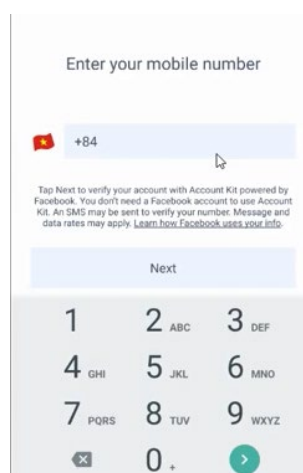 Enter your mobile number
+84
Tap Next to verify your account with Account Kit powered by
Facebook. You don't need a Facebook account to use Account
Kit. An SMS may be sent to verify your number. Message and
data rates may apply. Learn how Facebook uses your info.
Next
1 2 ABC 3 DEF
4 GHI 5 JKL 6 MNO
7 PQRS 8 TUV 9 WXYZ
0 .